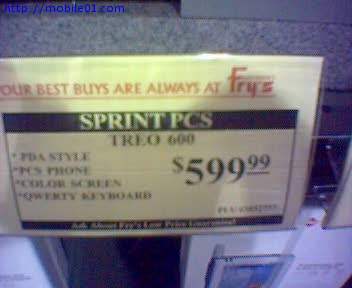 http://mobile01.com
YOUR BEST BUYS ARE ALWAYS AT Fry's
SPRINT PCS
TREO 600
* PDA STYLE
*PCS PHONE
*COLOR SCREEN
*QWERTY KEYBOARD
$599.99
Ask About Fry's Low Price Guarantee!